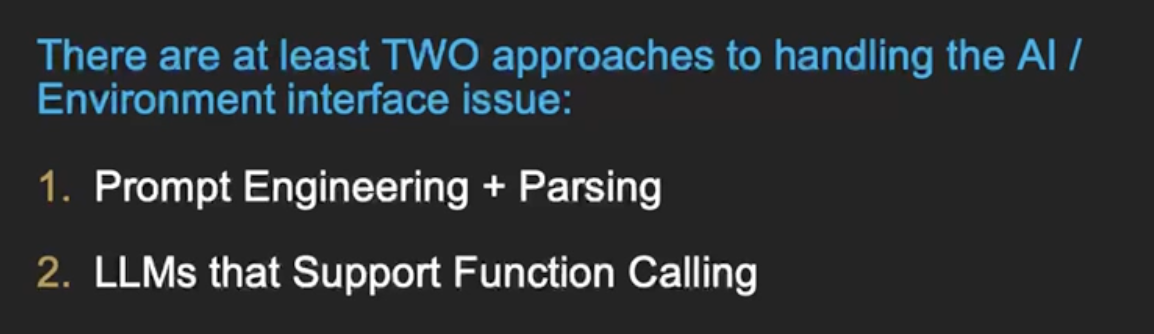 There are at least TWO approaches to handling the AI /
Environment interface issue:
1. Prompt Engineering + Parsing
2. LLMs that Support Function Calling